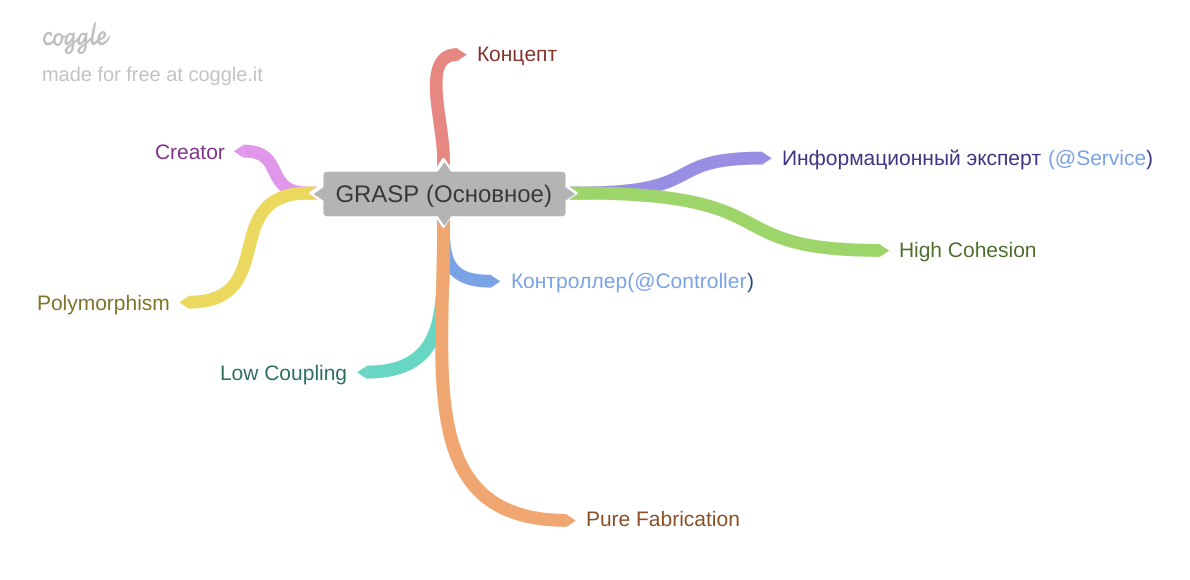 coggle
made for free at coggle.it
Концепт
Creator
Информационный эксперт (@Service)
GRASP (Основное)
High Cohesion
Контроллер(@Controller)
Polymorphism
Low Coupling
Pure Fabrication